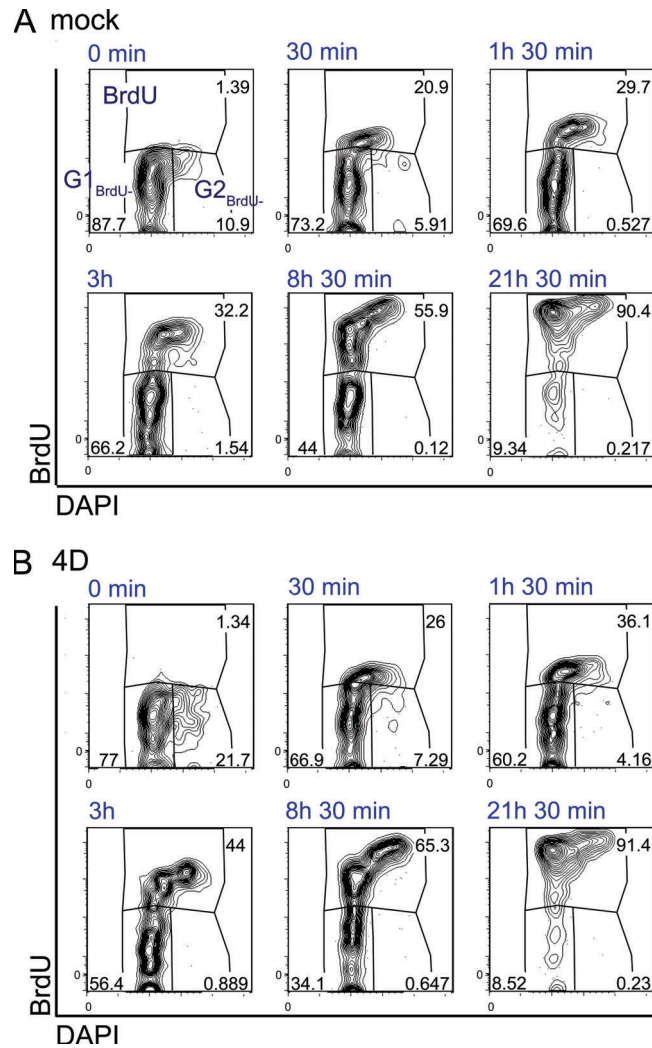 A mock
0 min 30 min 1h 30 min
BrdU 1.39 20.9 29.7
G1BrdU- G2BrdU-
0 0 0
87.7 10.9 73.2 5.91 69.6 0.527
0 0 0
3h 8h 30 min 21h 30 min
32.2 55.9 90.4
0 0 0
66.2 1.54 44 0.12 9.34 0.217
0 0 0
BrdU
DAPI
B 4D
0 min 30 min 1h 30 min
1.34 26 36.1
0 0 0
77 21.7 66.9 7.29 60.2 4.16
0 0 0
3h 8h 30 min 21h 30 min
44 65.3 91.4
0 0 0
56.4 0.889 34.1 0.647 8.52 0.23
0 0 0
BrdU
DAPI